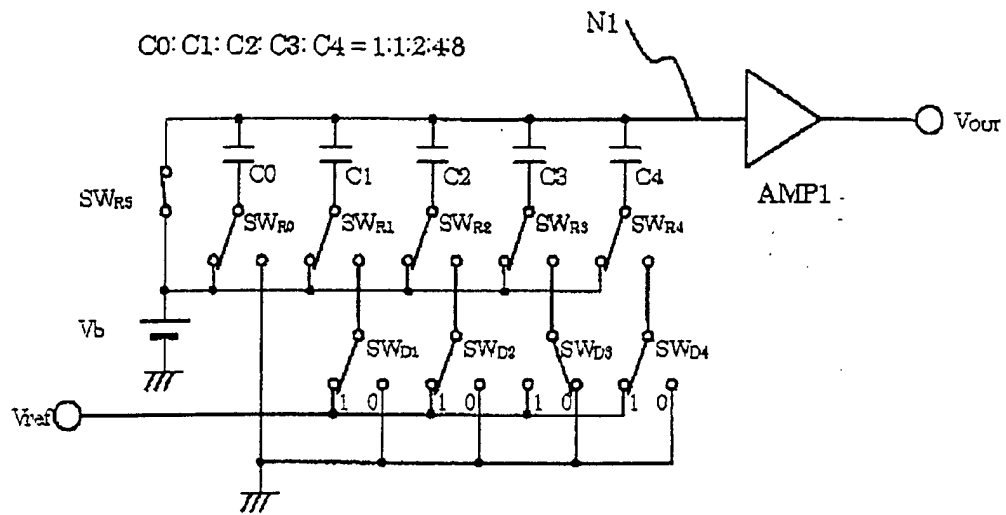 N1
C0: C1: C2: C3: C4 = 1:1:2:4:8
VOUT
C0 C1 C2 C3 C4
AMP1
SWR5
SWR0 SWR1 SWR2 SWR3 SWR4
Vb
SWD1 SWD2 SWD3 SWD4
1 0 1 0 1 0 1 0
Vref